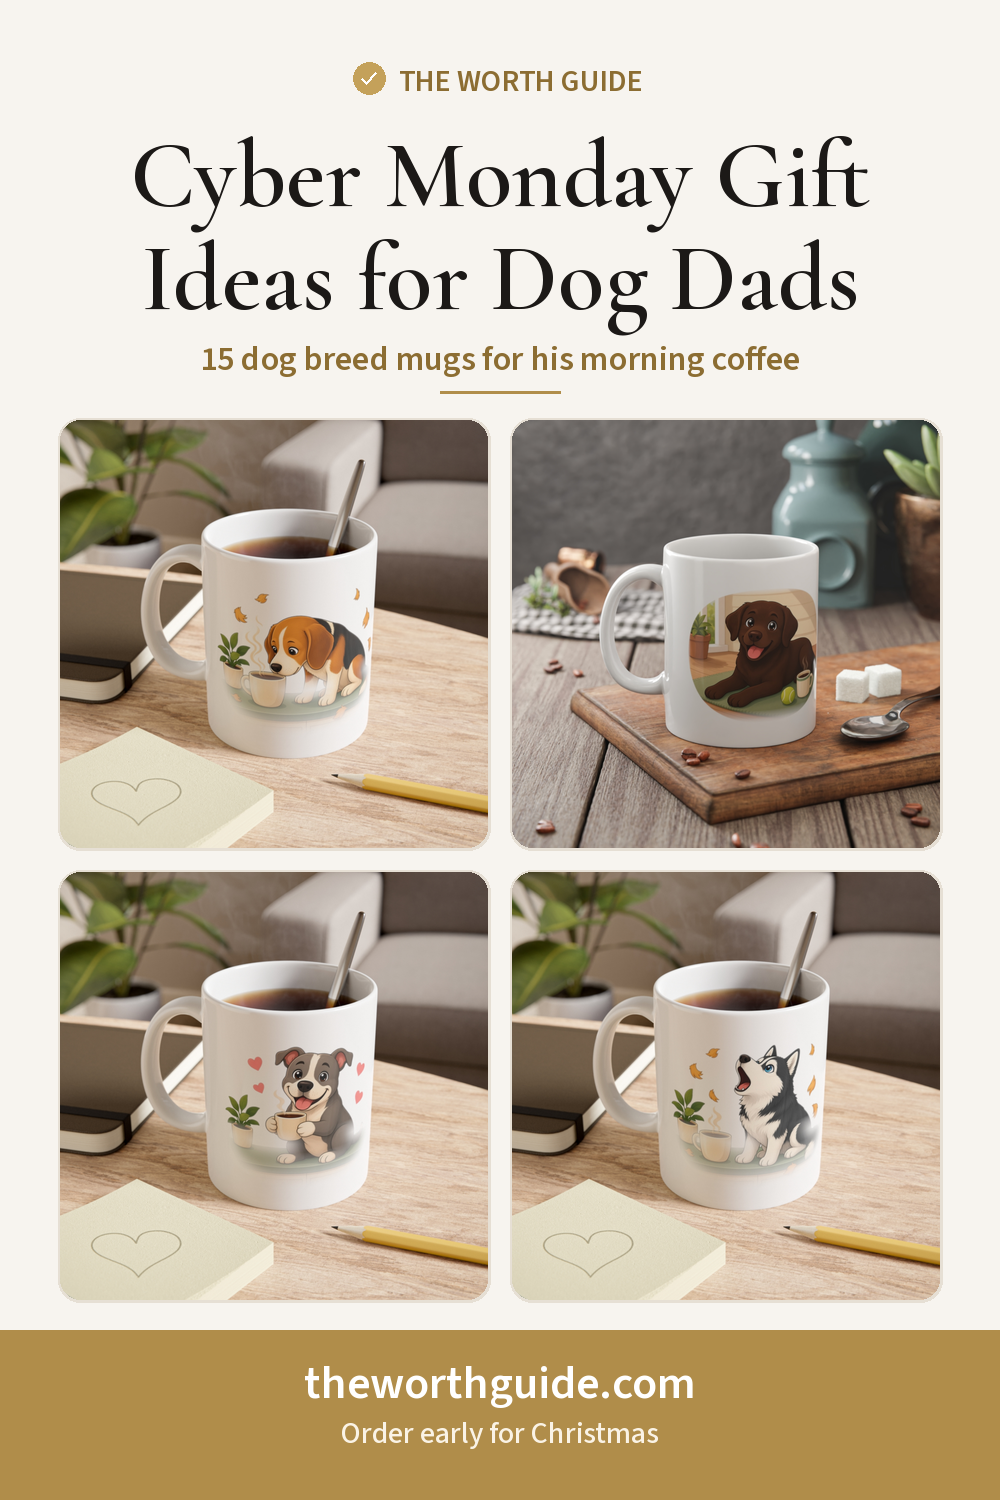 THE WORTH GUIDE
Cyber Monday Gift
Ideas for Dog Dads
15 dog breed mugs for his morning coffee
theworthguide.com
Order early for Christmas